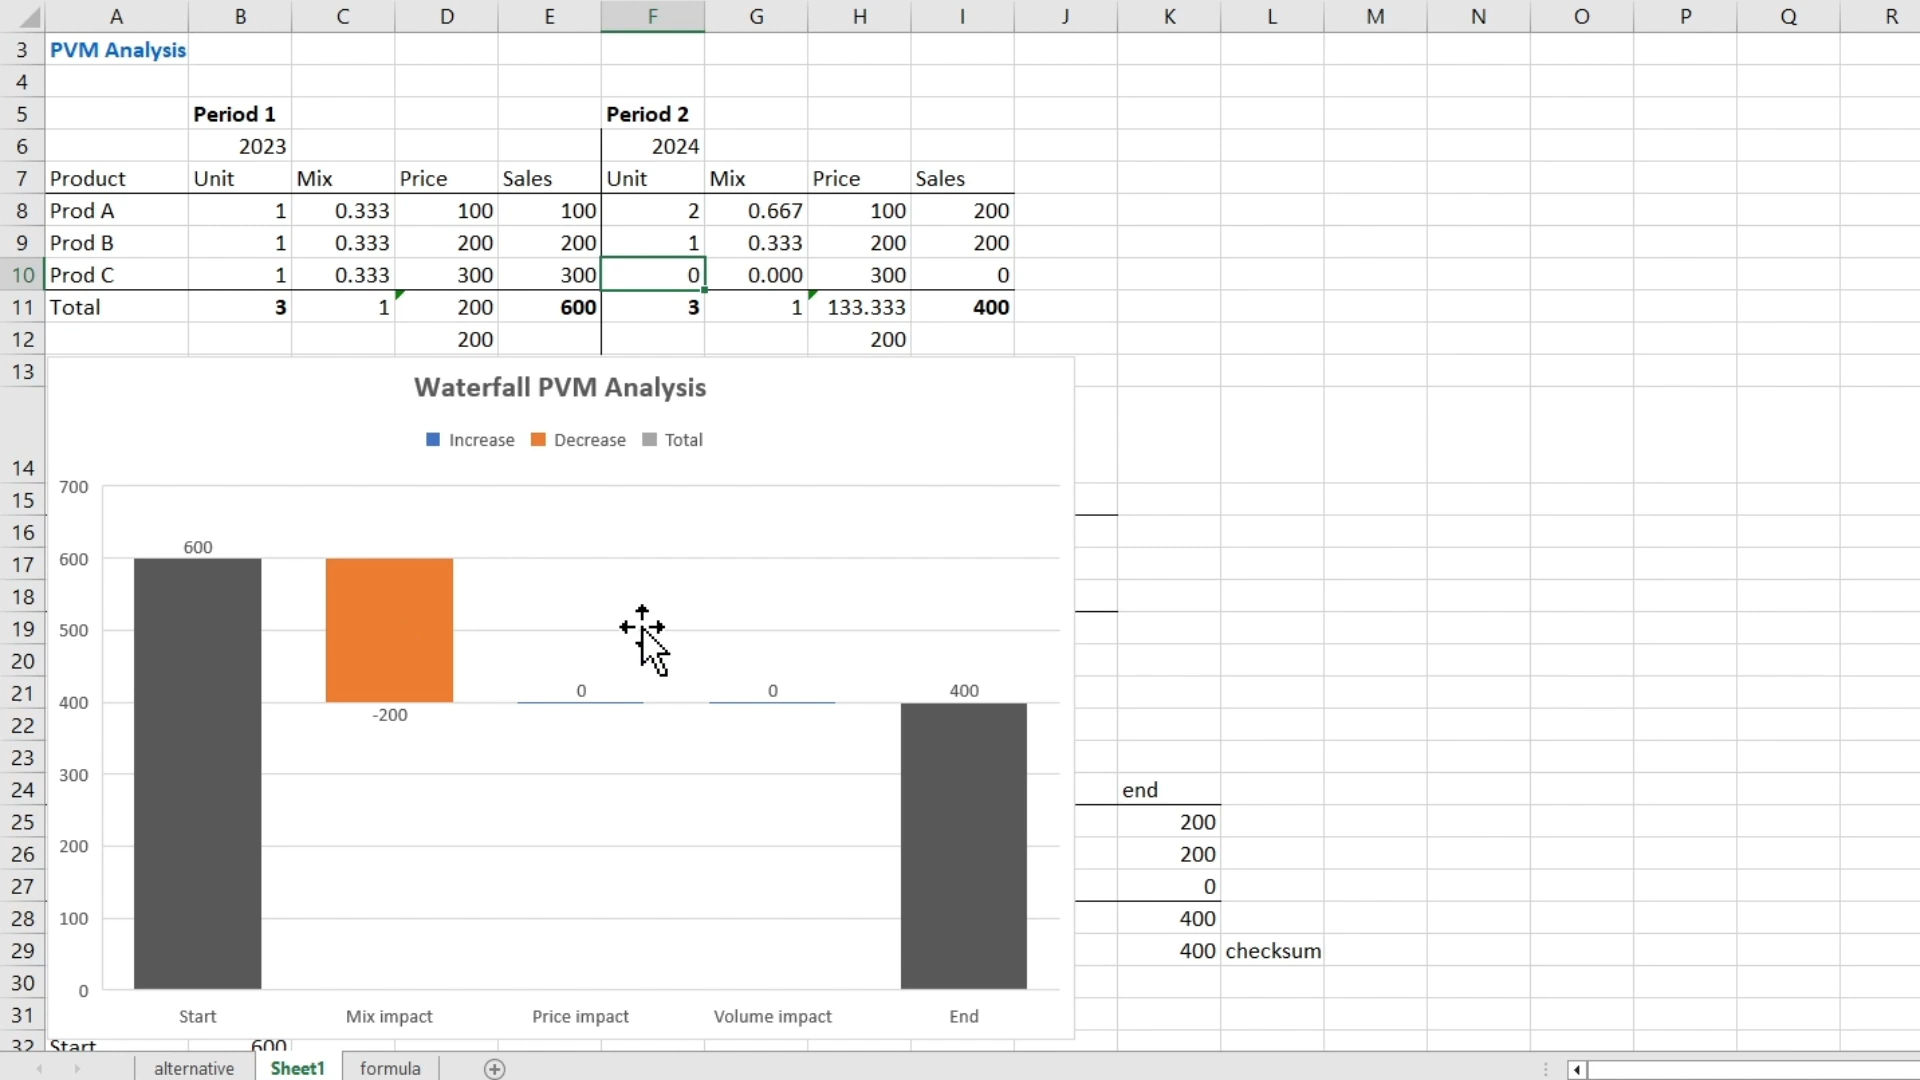 A B C D E F G H I J K L M N O P Q R
3 PVM Analysis
4
5 Period 1 Period 2
6 2023 2024
7 Product Unit Mix Price Sales Unit Mix Price Sales
8 Prod A 1 0.333 100 100 2 0.667 100 200
9 Prod B 1 0.333 200 200 1 0.333 200 200
10 Prod C 1 0.333 300 300 0 0.000 300 0
11 Total 3 1 200 600 3 1 133.333 400
12 200 200
13
Waterfall PVM Analysis
Increase Decrease Total
14
700
15
16
600
600
17
18
500
19
20
21
0 0 400
400
-200
22
23
300
24 end
25 200
200
26 200
27 0
100
28 400
29 400 checksum
30
0
31
Start Mix impact Price impact Volume impact End
32 Start 600
alternative Sheet1 formula